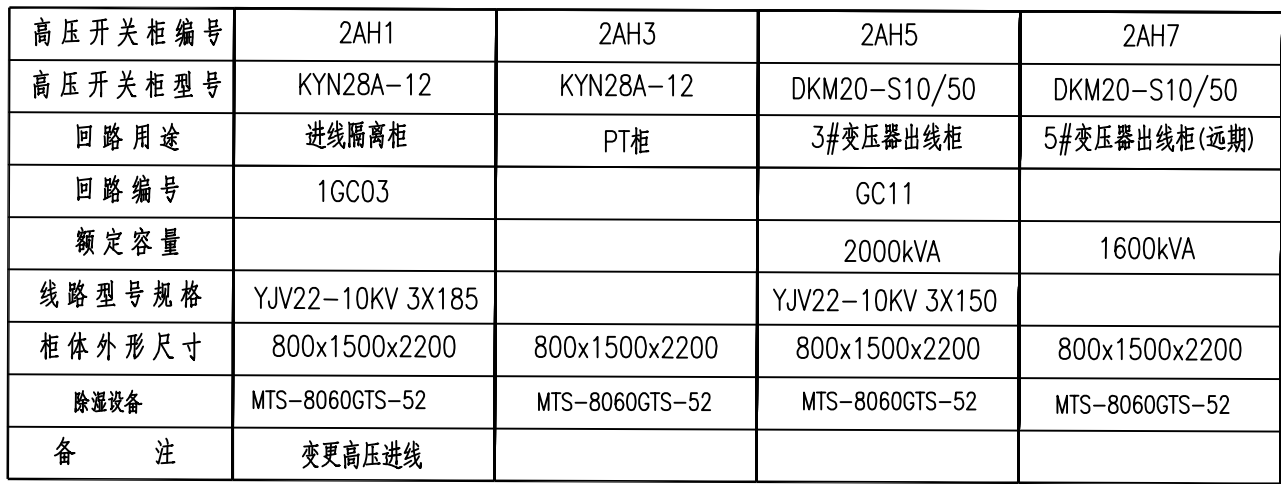 高压开关柜编号 2AH1 2AH3 2AH5 2AH7
高压开关柜型号 KYN28A-12 KYN28A-12 DKM20-S10/50 DKM20-S10/50
回路用途 进线隔离柜 PT柜 3#变压器出线柜 5#变压器出线柜(远期)
回路编号 1GC03 GC11
额定容量 2000kVA 1600kVA
线路型号规格 YJV22-10KV 3X185 YJV22-10KV 3X150
柜体外形尺寸 800x1500x2200 800x1500x2200 800x1500x2200 800x1500x2200
除湿设备 MTS-8060GTS-52 MTS-8060GTS-52 MTS-8060GTS-52 MTS-8060GTS-52
备注 变更高压进线